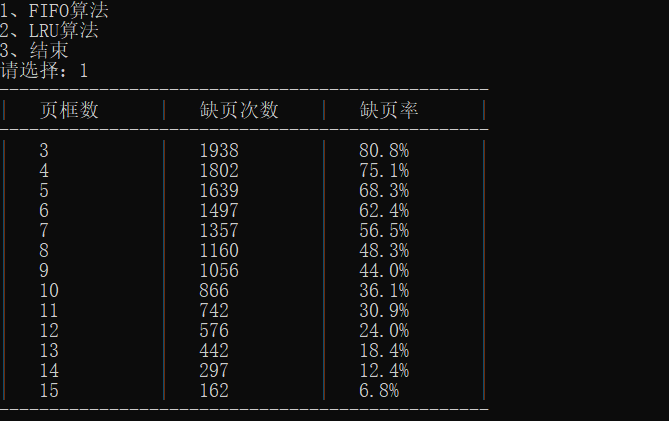 1、FIFO算法
2、LRU算法
3、结束
请选择：1
页框数 缺页次数 缺页率
3 1938 80.8%
4 1802 75.1%
5 1639 68.3%
6 1497 62.4%
7 1357 56.5%
8 1160 48.3%
9 1056 44.0%
10 866 36.1%
11 742 30.9%
12 576 24.0%
13 442 18.4%
14 297 12.4%
15 162 6.8%